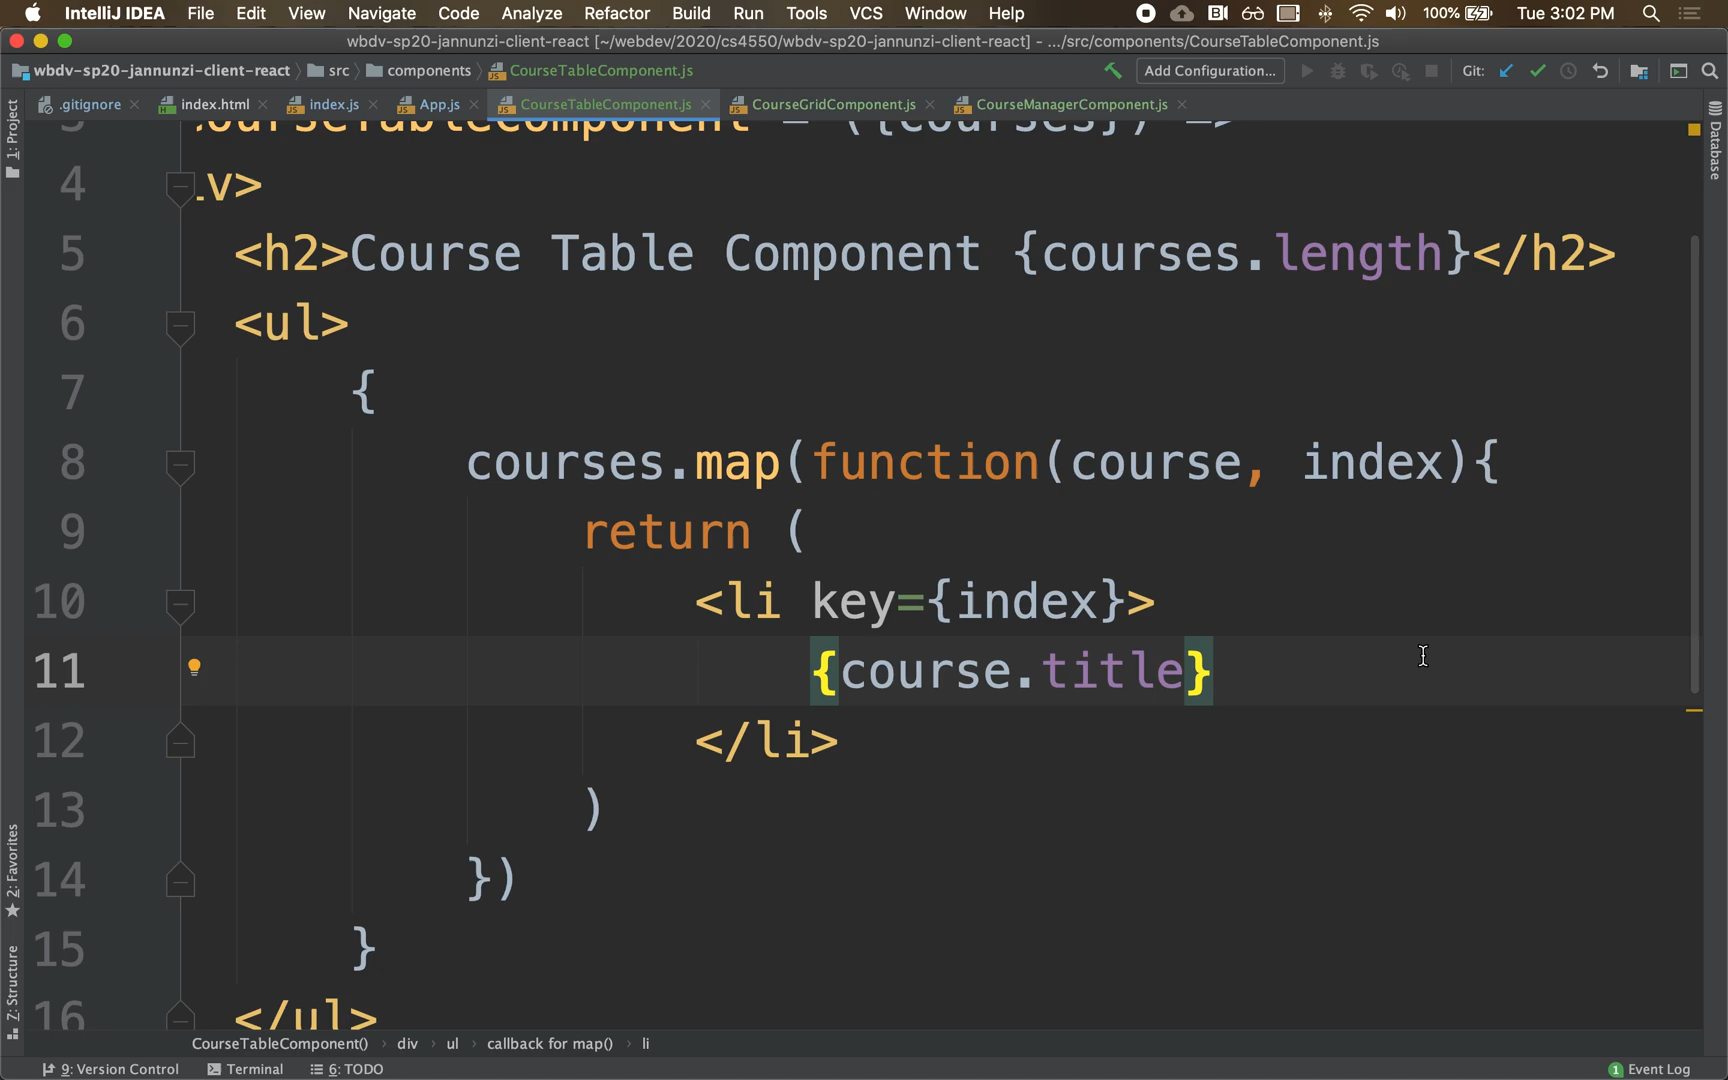 IntelliJ IDEA File Edit View Navigate Code Analyze Refactor Build Run Tools VCS Window Help 100% Tue 3:02 PM
wbdv-sp20-jannunzi-client-react [~/webdev/2020/cs4550/wbdv-sp20-jannunzi-client-react] - .../src/components/CourseTableComponent.js
wbdv-sp20-jannunzi-client-react src components CourseTableComponent.js Add Configuration... Git:
.gitignore index.html index.js App.js CourseTableComponent.js CourseGridComponent.js CourseManagerComponent.js
1: Project
Database
3 CourseTableComponent = ({courses}) =>
4 iv>
5 <h2>Course Table Component {courses.length}</h2>
6 <ul>
7 {
8 courses.map(function(course, index){
9 return (
10 <li key={index}>
11 {course.title}
12 </li>
13 )
14 })
15 }
16 </ul>
2: Favorites
Z: Structure
CourseTableComponent() › div › ul › callback for map() › li
9: Version Control Terminal 6: TODO 1 Event Log